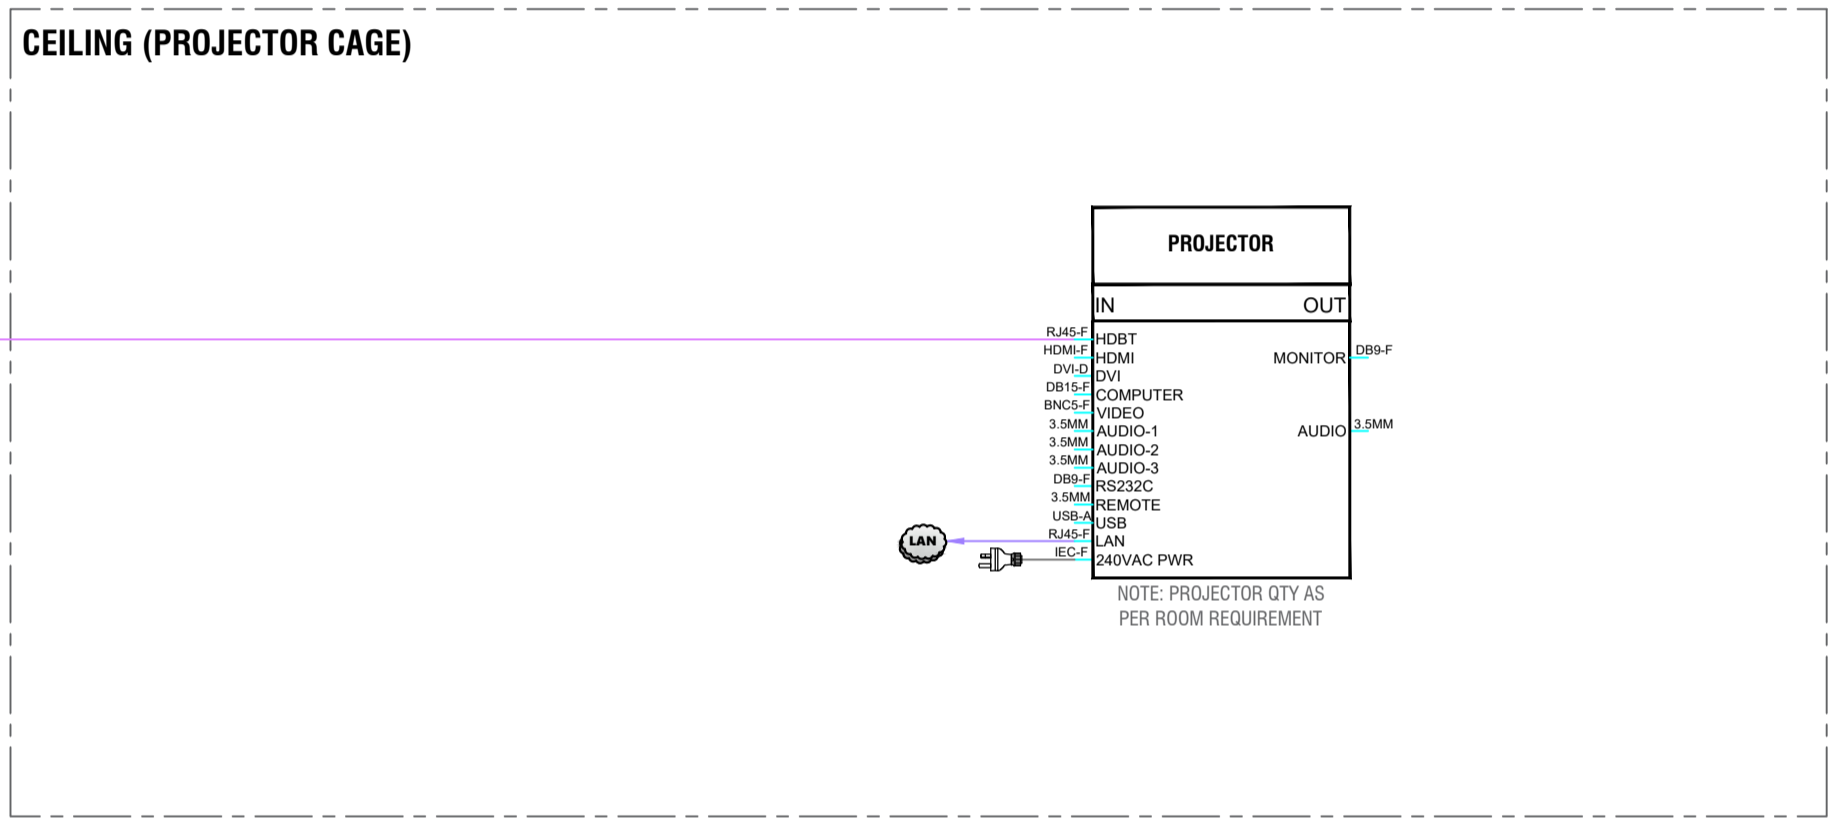 CEILING (PROJECTOR CAGE)
PROJECTOR
IN OUT
RJ45-F HDBT
HDMI-F HDMI MONITOR DB9-F
DVI-D DVI
DB15-F COMPUTER
BNC5-F VIDEO
3.5MM AUDIO-1 AUDIO 3.5MM
3.5MM AUDIO-2
3.5MM AUDIO-3
DB9-F RS232C
3.5MM REMOTE
USB-A USB
LAN RJ45-F LAN
IEC-F 240VAC PWR
NOTE: PROJECTOR QTY AS
PER ROOM REQUIREMENT